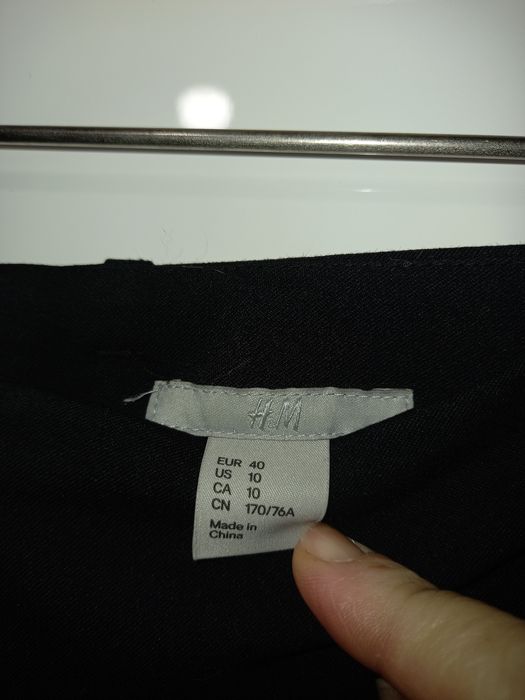 H&M
EUR 40
US 10
CA 10
CN 170/76A
Made in
China